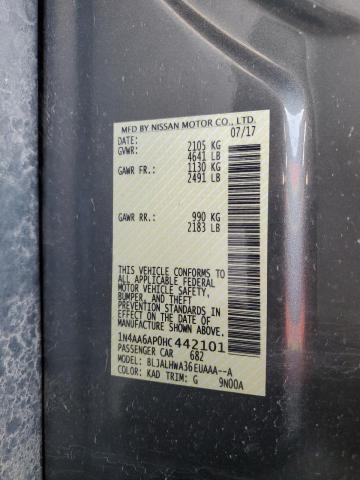 MFD BY NISSAN MOTOR CO., LTD.
DATE: 07/17
GVWR: 2105 KG
4641 LB
GAWR FR.: 1130 KG
2491 LB
GAWR RR.: 990 KG
2183 LB
THIS VEHICLE CONFORMS TO
ALL APPLICABLE FEDERAL
MOTOR VEHICLE SAFETY,
BUMPER, AND THEFT
PREVENTION STANDARDS IN
EFFECT ON THE DATE OF
MANUFACTURE SHOWN ABOVE.
1N4AA6AP0HC442101
PASSENGER CAR 682
MODEL: BLJALHWA36EUAAA--A
COLOR: KAD TRIM: G 9N00A